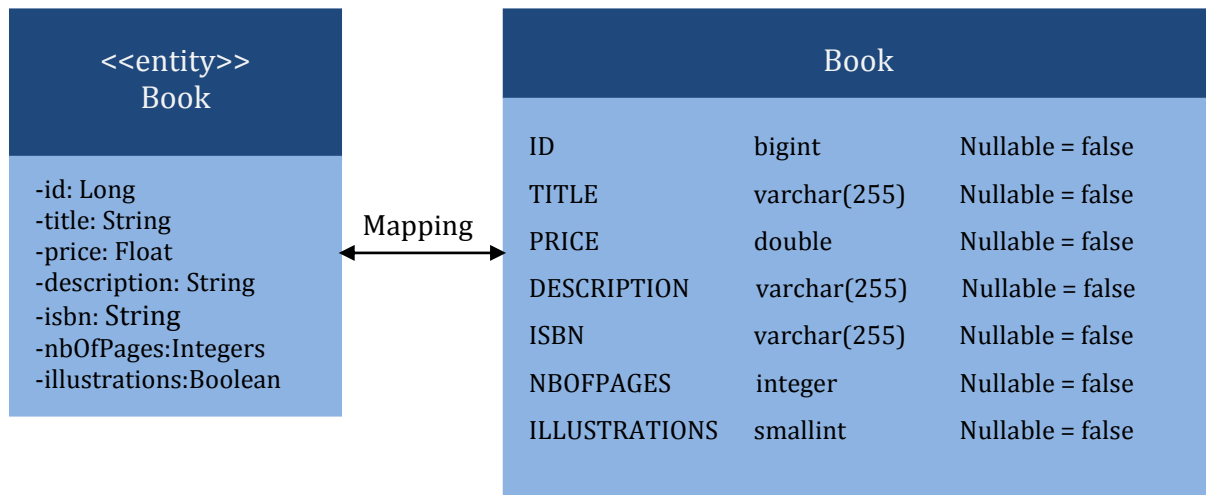 <<entity>>
Book
-id: Long
-title: String
-price: Float
-description: String
-isbn: String
-nbOfPages:Integers
-illustrations:Boolean
Mapping
Book
ID bigint Nullable = false
TITLE varchar(255) Nullable = false
PRICE double Nullable = false
DESCRIPTION varchar(255) Nullable = false
ISBN varchar(255) Nullable = false
NBOFPAGES integer Nullable = false
ILLUSTRATIONS smallint Nullable = false